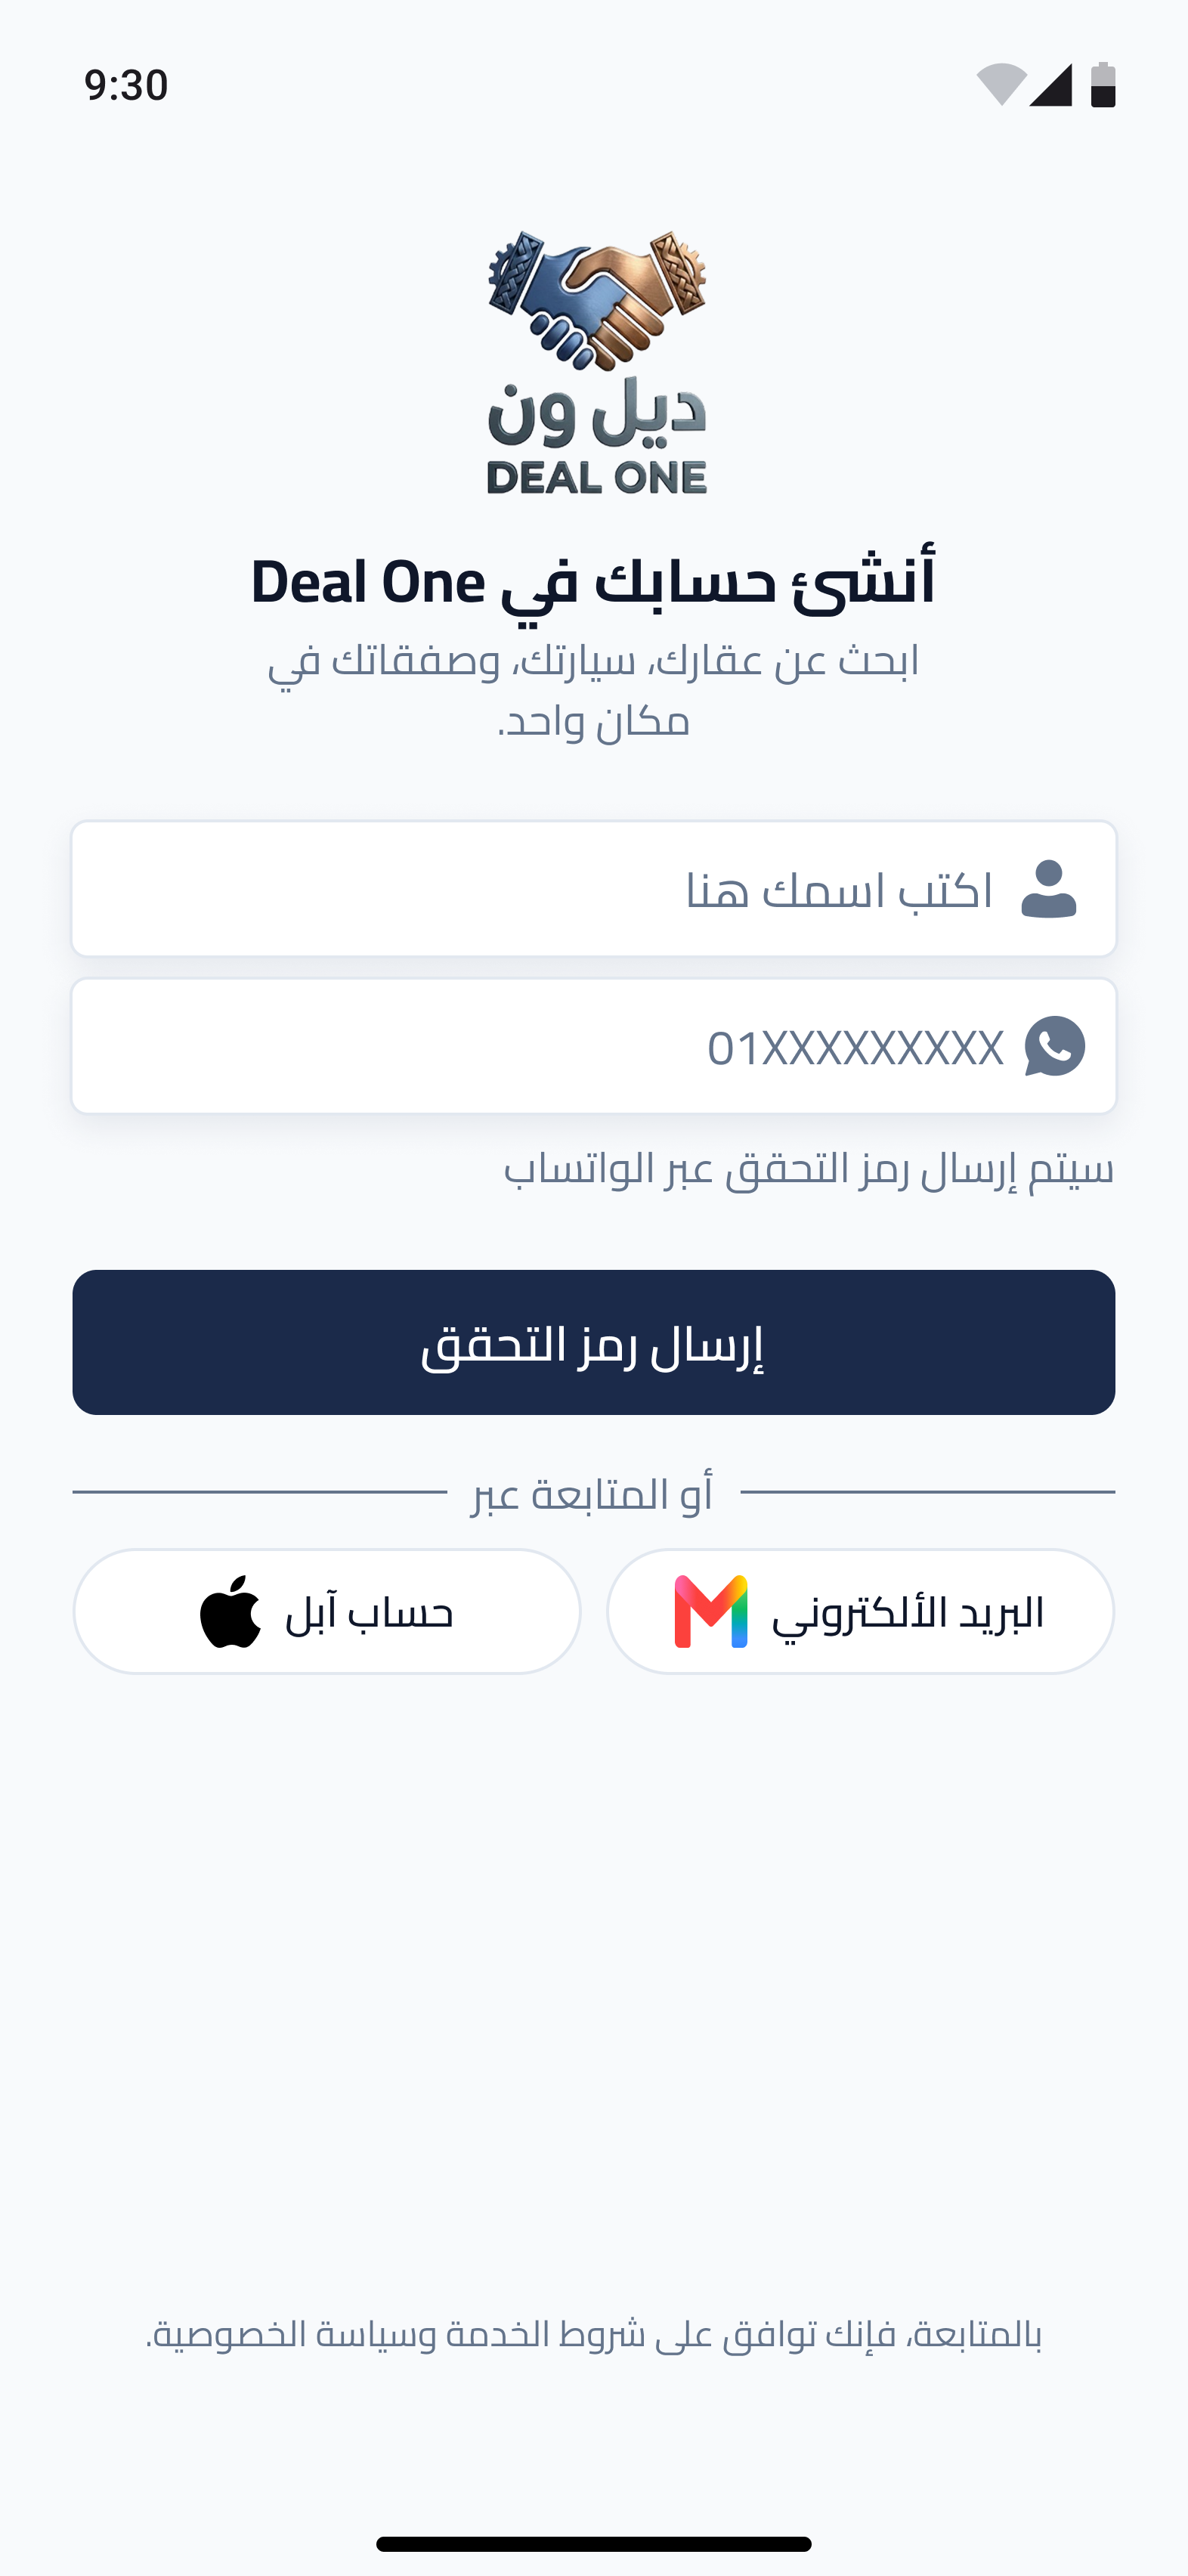 9:30
ديل ون
DEAL ONE
أنشئ حسابك في Deal One
ابحث عن عقارك، سيارتك، وصفقاتك في
مكان واحد.
اكتب اسمك هنا
01XXXXXXXXX
سيتم إرسال رمز التحقق عبر الواتساب
إرسال رمز التحقق
أو المتابعة عبر
البريد الألكتروني
حساب آبل
بالمتابعة، فإنك توافق على شروط الخدمة وسياسة الخصوصية.